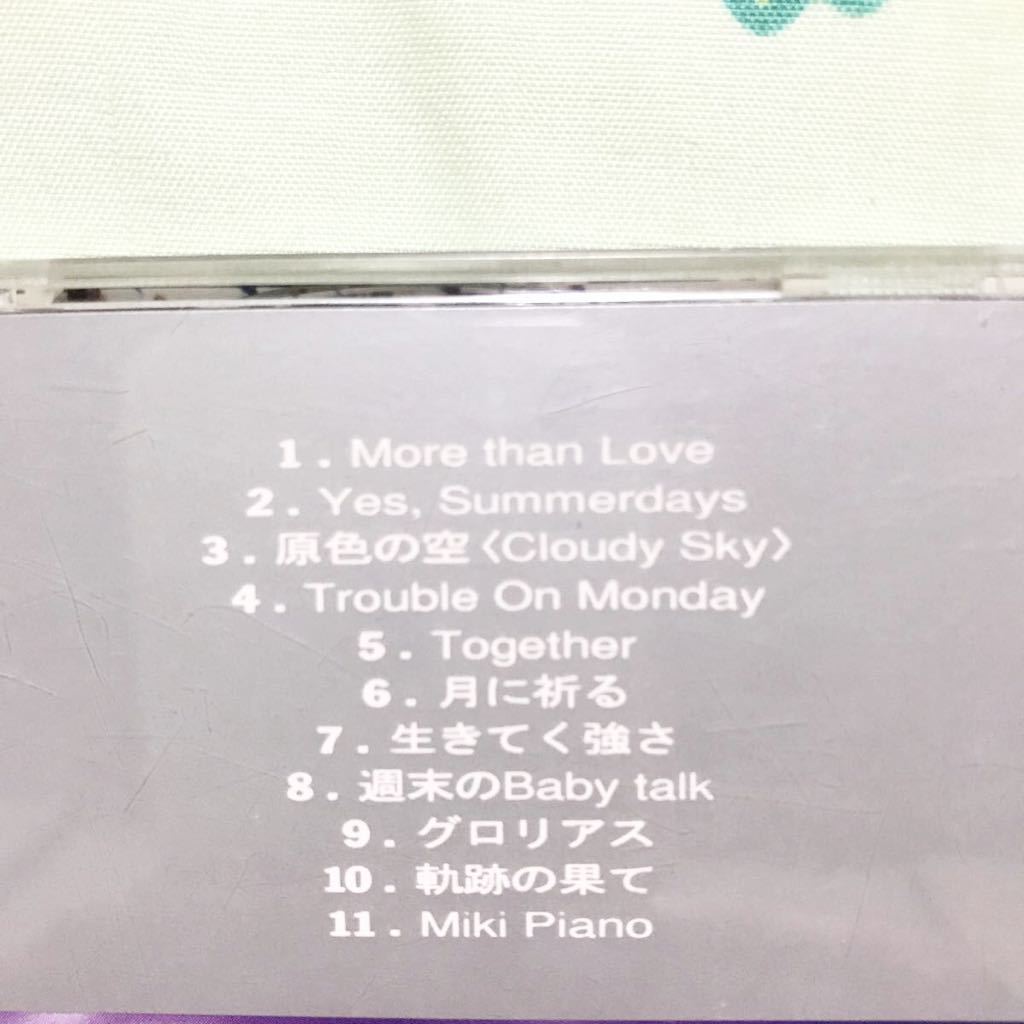 1. More than Love
2. Yes, Summerdays
3. 原色の空〈Cloudy Sky〉
4. Trouble On Monday
5. Together
6. 月に祈る
7. 生きてく強さ
8. 週末のBaby talk
9. グロリアス
10. 軌跡の果て
11. Miki Piano